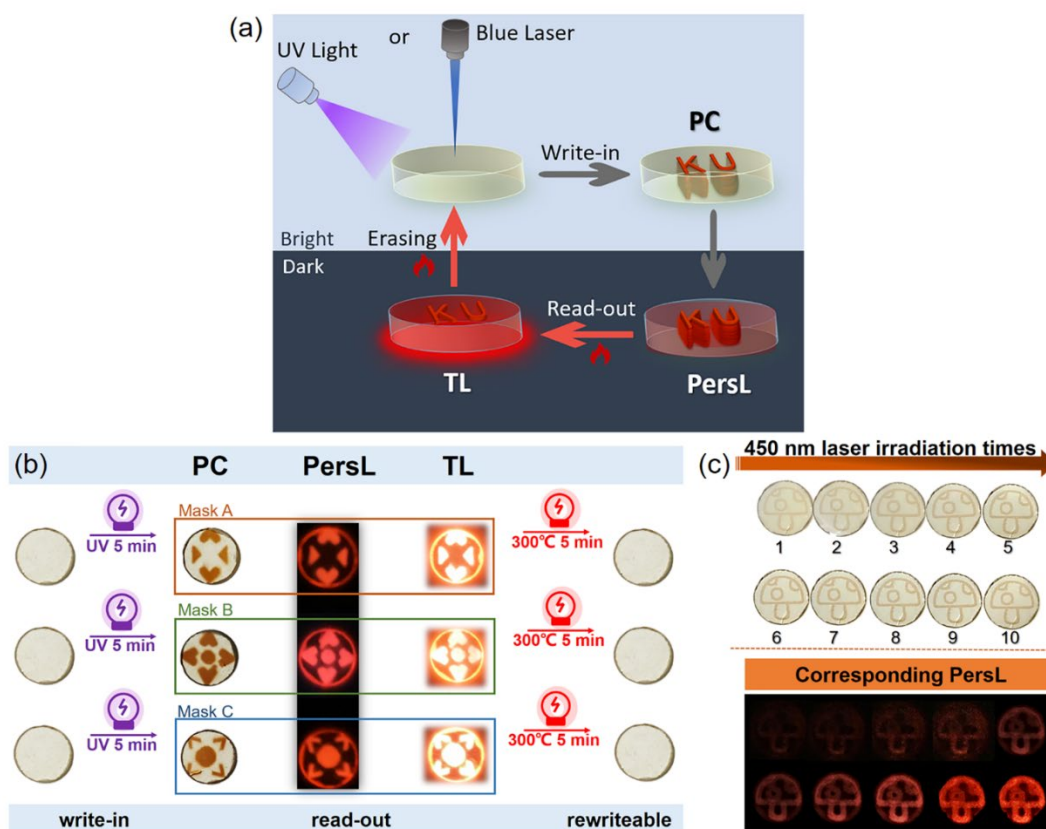 (a)
UV Light
or
Blue Laser
Write-in
PC
KU
Bright
Dark
Erasing
Read-out
KU
KU
TL
PersL
(b)
PC PersL TL
Mask A
UV 5 min
300℃ 5 min
Mask B
UV 5 min
300℃ 5 min
Mask C
UV 5 min
300℃ 5 min
write-in read-out rewriteable
(c)
450 nm laser irradiation times
1 2 3 4 5
6 7 8 9 10
Corresponding PersL